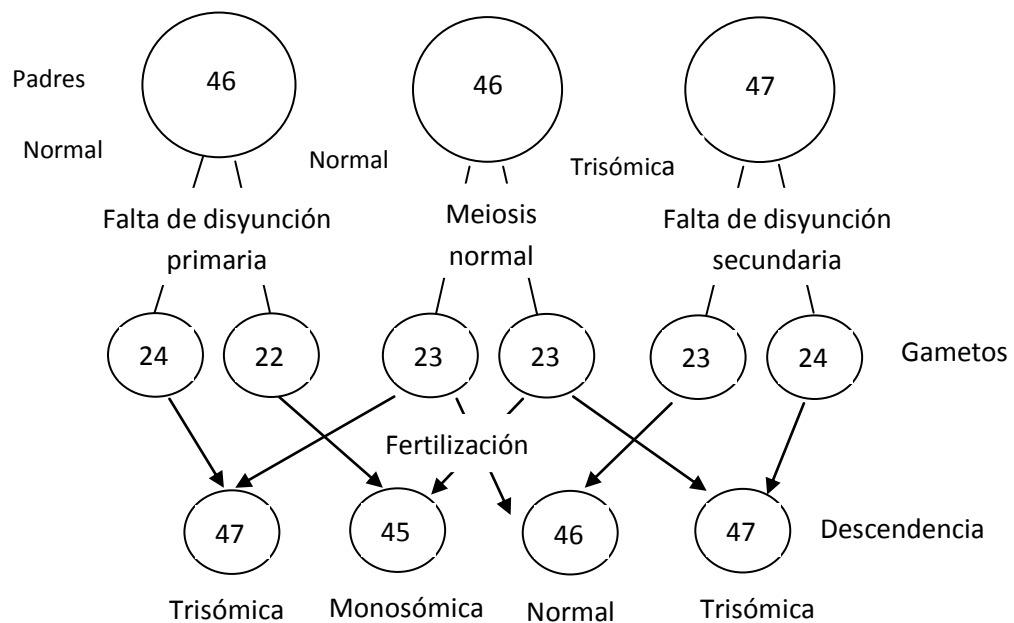 Padres
46
46
47
Normal
Normal
Trisómica
Falta de disyunción
primaria
Meiosis
normal
Falta de disyunción
secundaria
24
22
23
23
23
24
Gametos
Fertilización
47
45
46
47
Descendencia
Trisómica
Monosómica
Normal
Trisómica